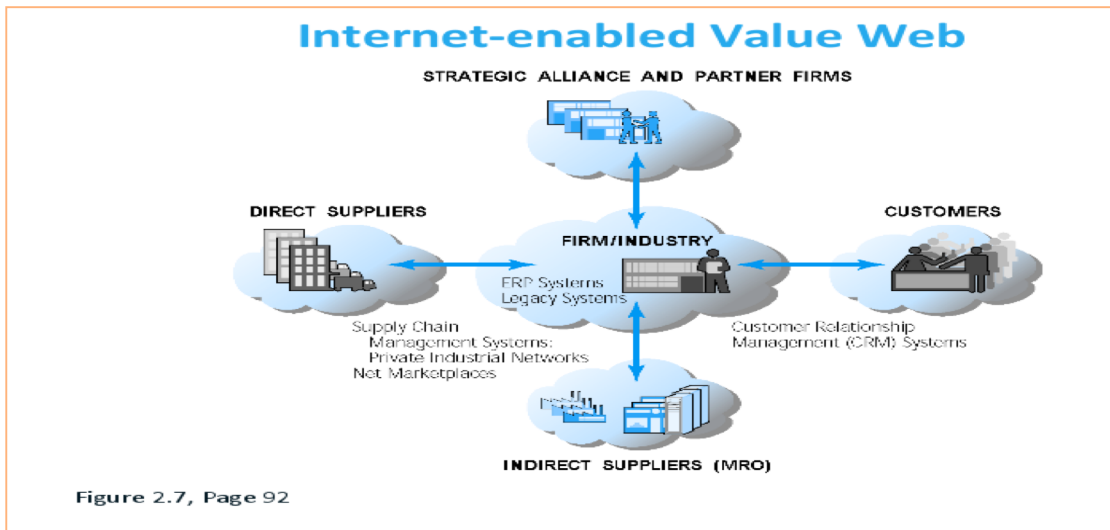 Internet-enabled Value Web
STRATEGIC ALLIANCE AND PARTNER FIRMS
DIRECT SUPPLIERS
CUSTOMERS
FIRM/INDUSTRY
ERP Systems
Legacy Systems
Supply Chain
Management Systems:
Private Industrial Networks
Net Marketplaces
Customer Relationship
Management (CRM) Systems
INDIRECT SUPPLIERS (MRO)
Figure 2.7, Page 92